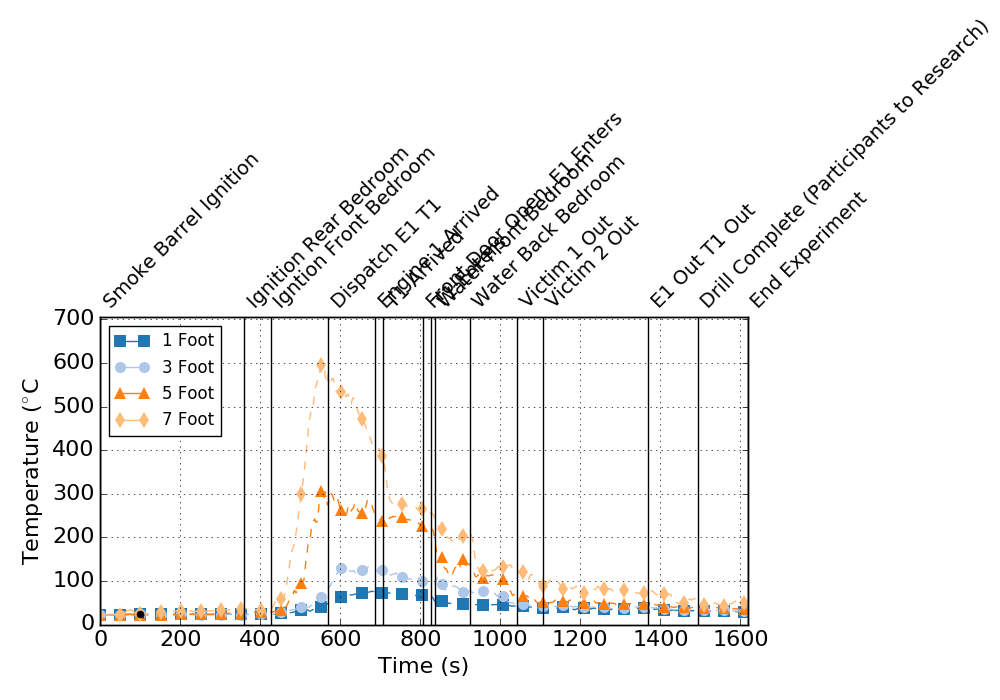 Smoke Barrel Ignition
Ignition Rear Bedroom
Igntion Front Bedroom
Dispatch E1 T1
Engine 1 Arrived
T1 Arrived
Front Door Open, E1 Enters
Water Front Bedroom
Water Back Bedroom
Victim 1 Out
Victim 2 Out
E1 Out T1 Out
Drill Complete (Participants to Research)
End Experiment
700
600
500
400
300
200
100
0
Temperature (°C
1 Foot
3 Foot
5 Foot
7 Foot
0 200 400 600 800 1000 1200 1400 1600
Time (s)